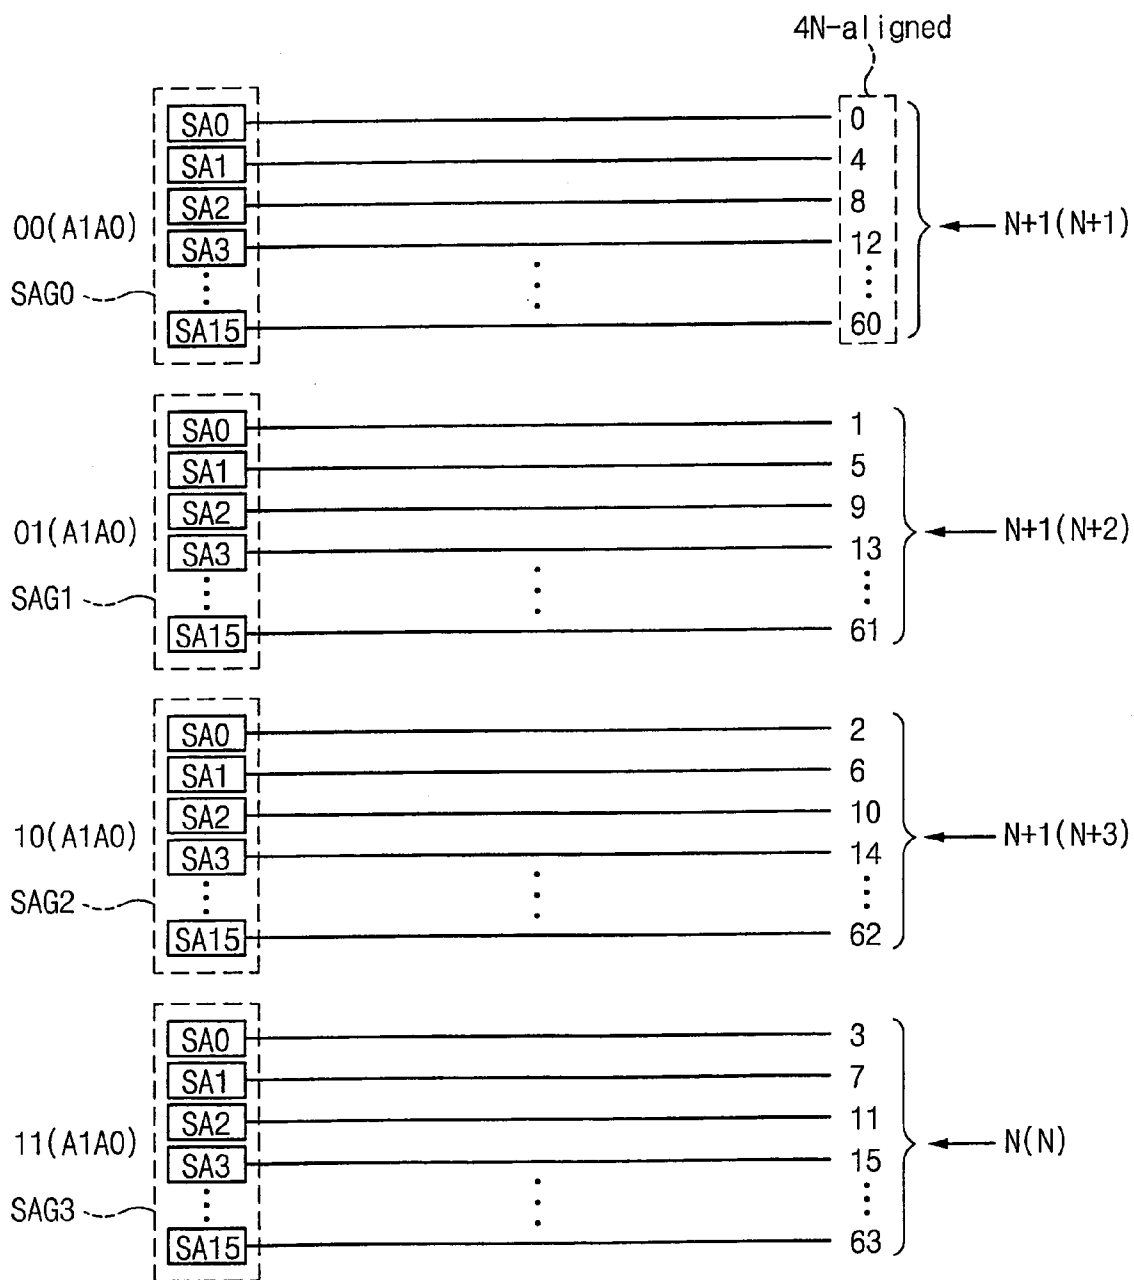 4N-aligned
SA0 0
SA1 4
SA2 8
00(A1A0) N+1(N+1)
SA3 12
SAG0
SA15 60
SA0 1
SA1 5
SA2 9
01(A1A0) N+1(N+2)
SA3 13
SAG1
SA15 61
SA0 2
SA1 6
SA2 10
10(A1A0) N+1(N+3)
SA3 14
SAG2
SA15 62
SA0 3
SA1 7
SA2 11
11(A1A0) N(N)
SA3 15
SAG3
SA15 63